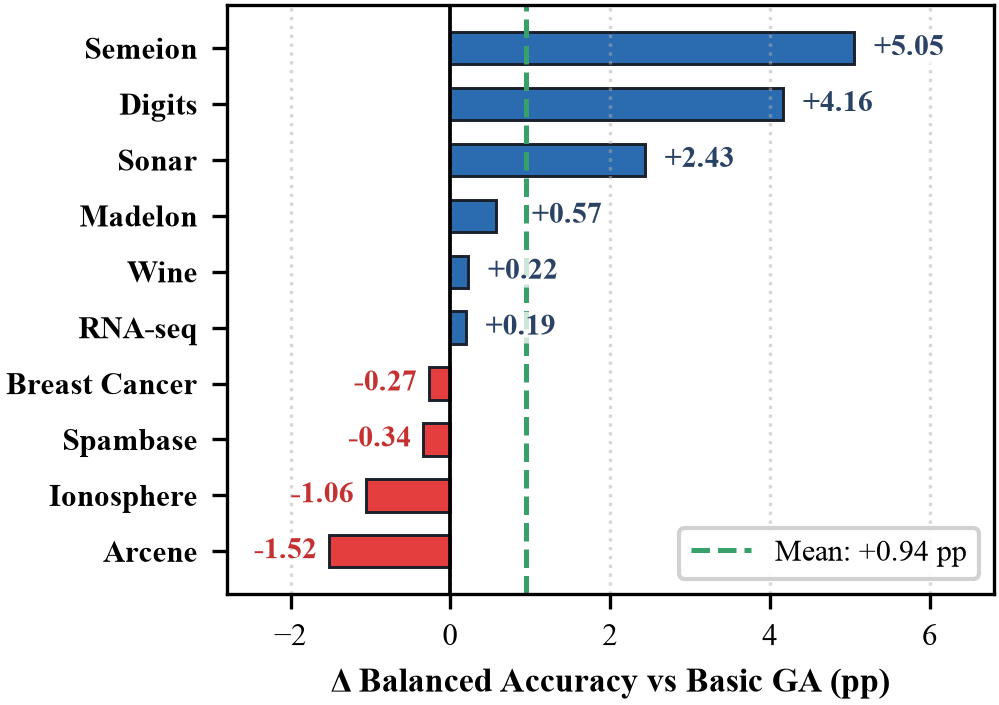 Semeion +5.05
Digits +4.16
Sonar +2.43
Madelon +0.57
Wine +0.22
RNA-seq +0.19
Breast Cancer -0.27
Spambase -0.34
Ionosphere -1.06
Arcene -1.52
Mean: +0.94 pp
−2 0 2 4 6
Δ Balanced Accuracy vs Basic GA (pp)